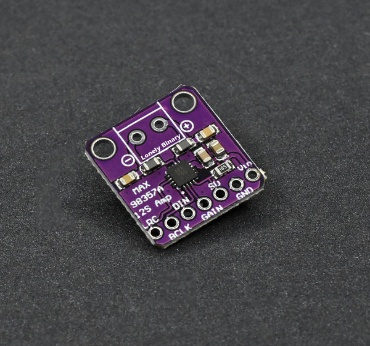 Lonely Binary
MAX
98357A
I2S Amp
LRC
BCLK
DIN
GAIN
SD
GND
Vin